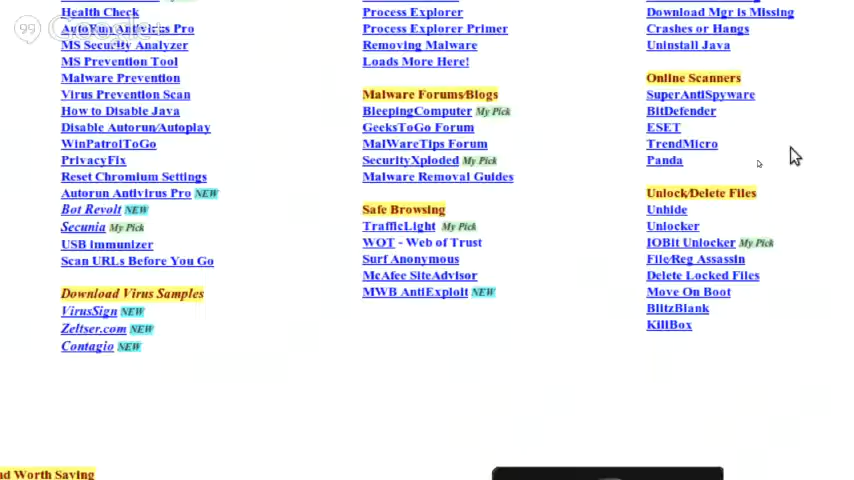 Google+
Health Check
Autorun Antivirus Pro
MS Security Analyzer
MS Prevention Tool
Malware Prevention
Virus Prevention Scan
How to Disable Java
Disable Autorun/Autoplay
WinPatrolToGo
PrivacyFix
Reset Chromium Settings
Autorun Antivirus Pro NEW
Bot Revolt NEW
Secunia My Pick
USB immunizer
Scan URLs Before You Go
Download Virus Samples
VirusSign NEW
Zeltser.com NEW
Contagio NEW
nd Worth Saving
Process Explorer
Process Explorer Primer
Removing Malware
Loads More Here!
Malware Forums/Blogs
BleepingComputer My Pick
GeeksToGo Forum
MalWareTips Forum
SecurityXploded My Pick
Malware Removal Guides
Safe Browsing
TrafficLight My Pick
WOT - Web of Trust
Surf Anonymous
McAfee SiteAdvisor
MWB AntiExploit NEW
Download Mgr is Missing
Crashes or Hangs
Uninstall Java
Online Scanners
SuperAntiSpyware
BitDefender
ESET
TrendMicro
Panda
Unlock/Delete Files
Unhide
Unlocker
IOBit Unlocker My Pick
File/Reg Assassin
Delete Locked Files
Move On Boot
BlitzBlank
KillBox